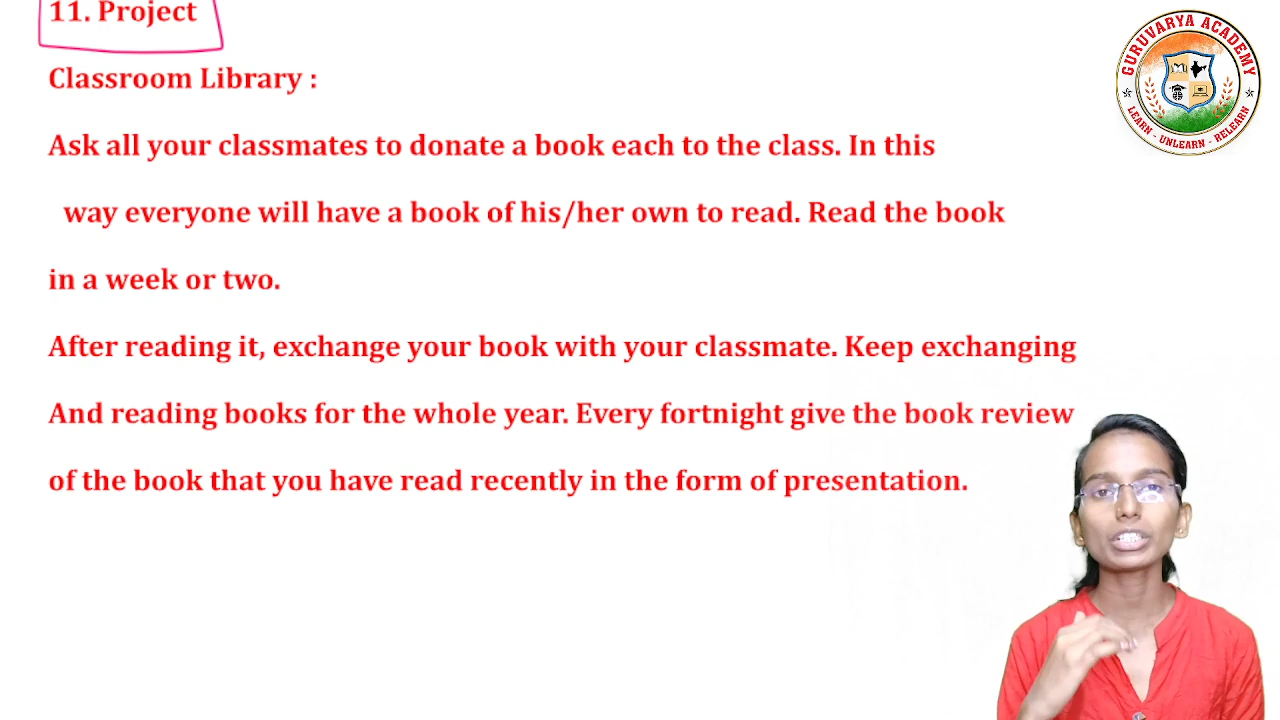 11. Project
Classroom Library :
Ask all your classmates to donate a book each to the class. In this
way everyone will have a book of his/her own to read. Read the book
in a week or two.
After reading it, exchange your book with your classmate. Keep exchanging
And reading books for the whole year. Every fortnight give the book review
of the book that you have read recently in the form of presentation.
GURUVARYA ACADEMY
LEARN - UNLEARN - RELEARN